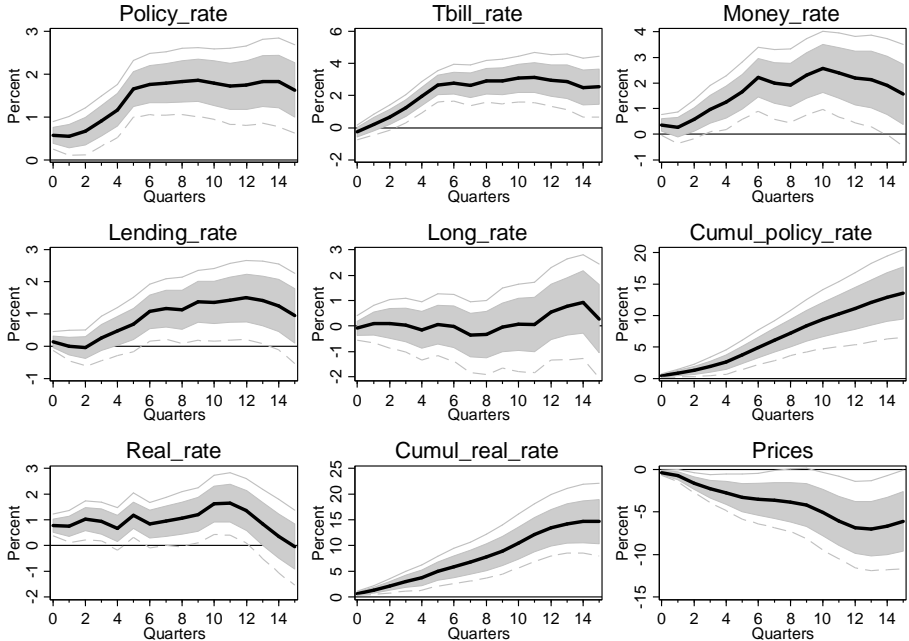 Policy_rate
Percent
3
2
1
0
0 2 4 6 8 10 12 14
Quarters
Tbill_rate
Percent
6
4
2
0
-2
0 2 4 6 8 10 12 14
Quarters
Money_rate
Percent
4
3
2
1
0
-1
0 2 4 6 8 10 12 14
Quarters
Lending_rate
Percent
3
2
1
0
-1
0 2 4 6 8 10 12 14
Quarters
Long_rate
Percent
3
2
1
0
-1
-2
0 2 4 6 8 10 12 14
Quarters
Cumul_policy_rate
Percent
20
15
10
5
0
0 2 4 6 8 10 12 14
Quarters
Real_rate
Percent
3
2
1
0
-1
-2
0 2 4 6 8 10 12 14
Quarters
Cumul_real_rate
Percent
25
20
15
10
5
0
0 2 4 6 8 10 12 14
Quarters
Prices
Percent
0
-5
-10
-15
0 2 4 6 8 10 12 14
Quarters